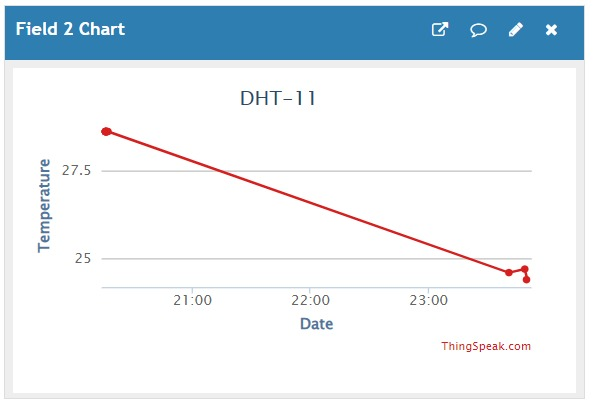 Field 2 Chart
DHT-11
Temperature
27.5
25
21:00 22:00 23:00
Date
ThingSpeak.com